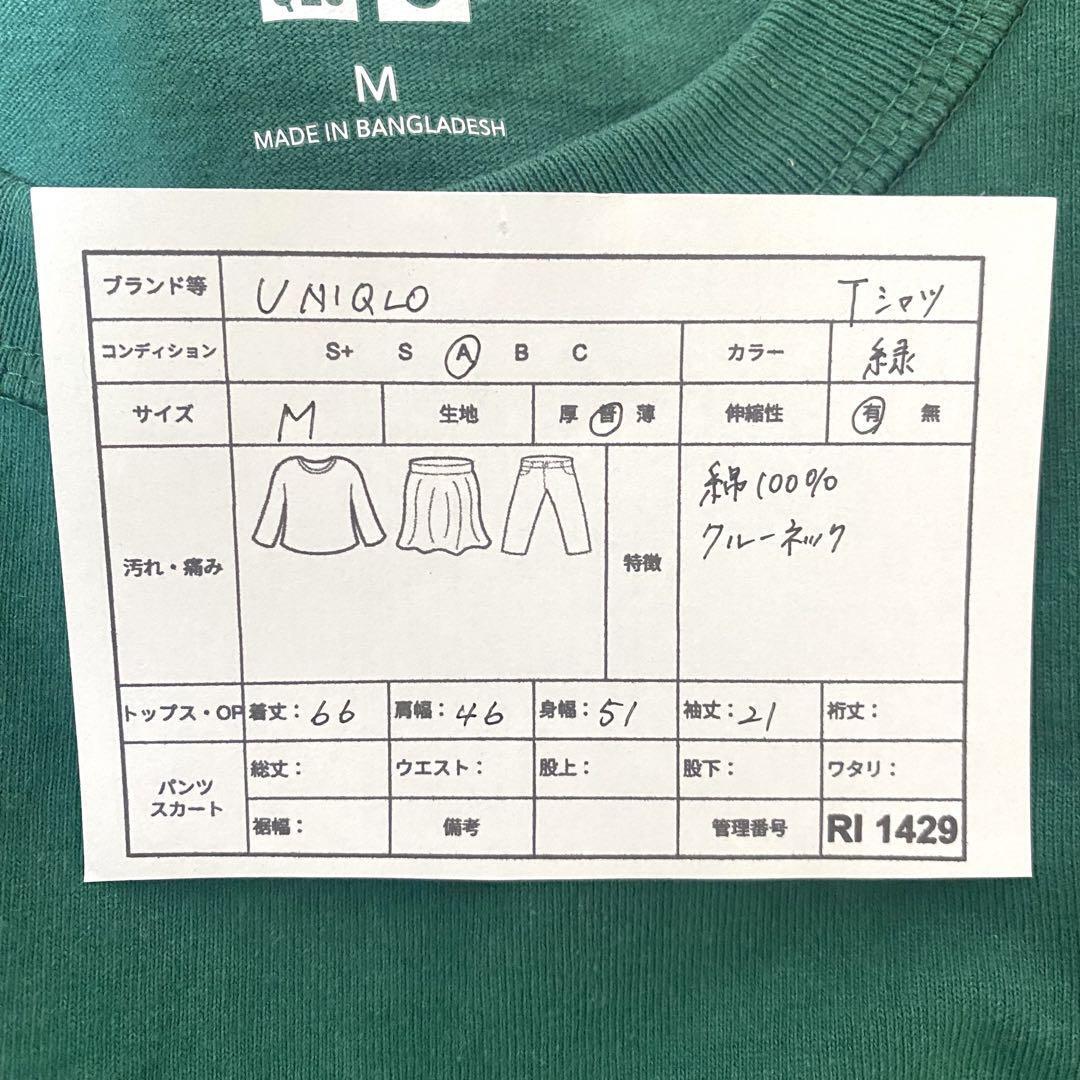 M
MADE IN BANGLADESH
ブランド等 UNIQLO Tシャツ
コンディション S+ S A B C カラー 緑
サイズ M 生地 厚 普 薄 伸縮性 有 無
汚れ・痛み 特徴 綿100%
クルーネック
トップス・OP 着丈：66 肩幅：46 身幅：51 袖丈：21 裄丈：
パンツ スカート 総丈： ウエスト： 股上： 股下： ワタリ：
裾幅： 備考 管理番号 RI 1429